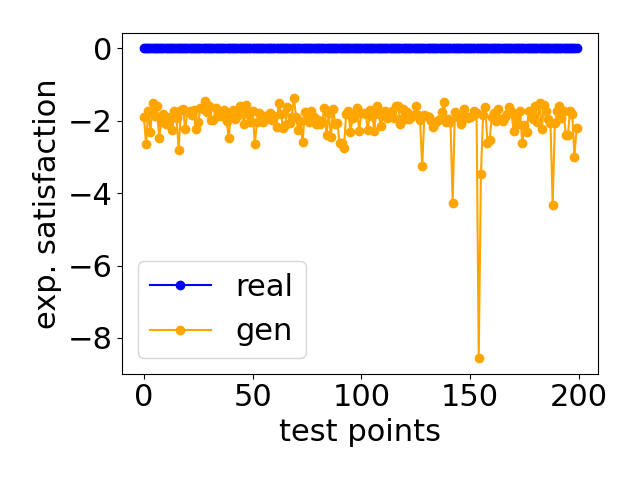 0
−2
−4
−6
−8
exp. satisfaction
real
gen
0 50 100 150 200
test points